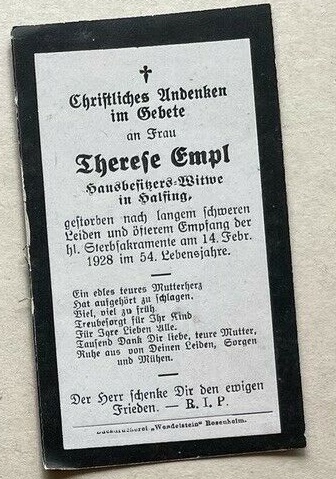 Christliches Andenken
im Gebete
an Frau
Therese Empl
Hausbesitzers-Witwe
in Halfing,
gestorben nach langem schweren
Leiden und öfterem Empfang der
hl. Sterbsakramente am 14. Febr.
1928 im 54. Lebensjahre.
Ein edles teures Mutterherz
Hat aufgehört zu schlagen.
Viel, viel zu früh,
Treubesorgt für Ihr Kind
Für Ihre Lieben Alle.
Tausend Dank Dir liebe, teure Mutter,
Ruhe aus von Deinen Leiden, Sorgen
und Mühen.
Der Herr schenke Dir den ewigen
Frieden. — R. I. P.
Buchdruckerei „Wendelstein" Rosenheim.